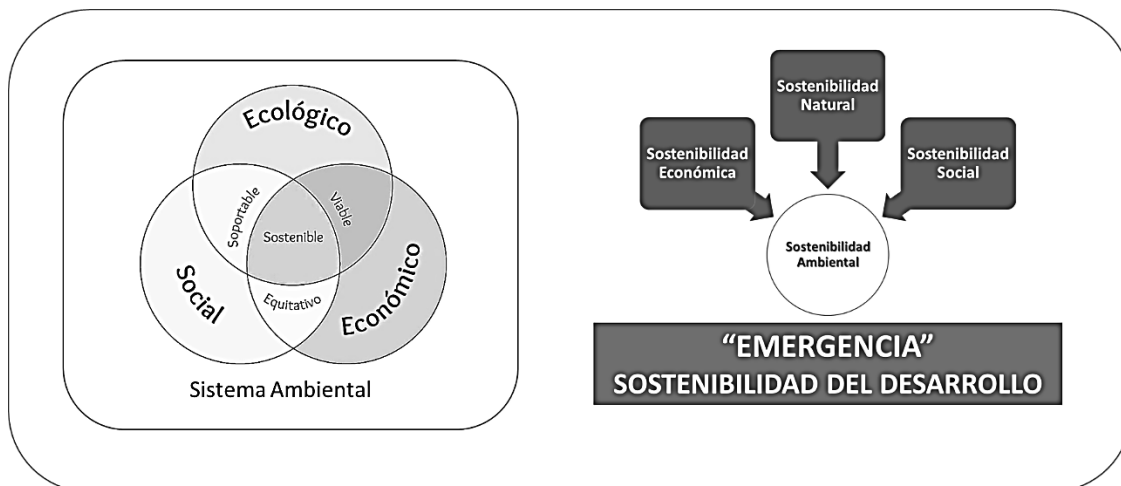 Ecológico
Soportable
Viable
Sostenible
Social
Equitativo
Económico
Sistema Ambiental
Sostenibilidad
Natural
Sostenibilidad
Económica
Sostenibilidad
Social
Sostenibilidad
Ambiental
“EMERGENCIA”
SOSTENIBILIDAD DEL DESARROLLO